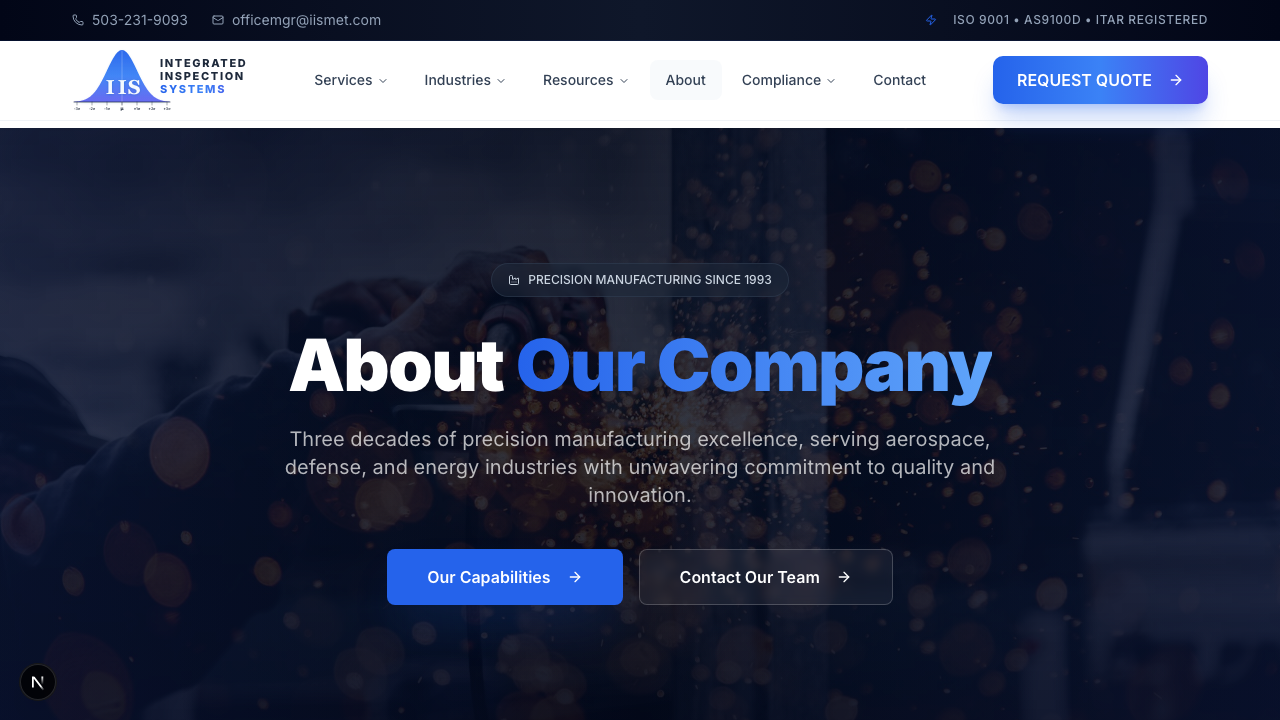 503-231-9093
officemgr@iismet.com
ISO 9001 • AS9100D • ITAR REGISTERED
IIS
INTEGRATED
INSPECTION
SYSTEMS
Services
Industries
Resources
About
Compliance
Contact
REQUEST QUOTE
PRECISION MANUFACTURING SINCE 1993
About Our Company
Three decades of precision manufacturing excellence, serving aerospace,
defense, and energy industries with unwavering commitment to quality and
innovation.
Our Capabilities
Contact Our Team
N